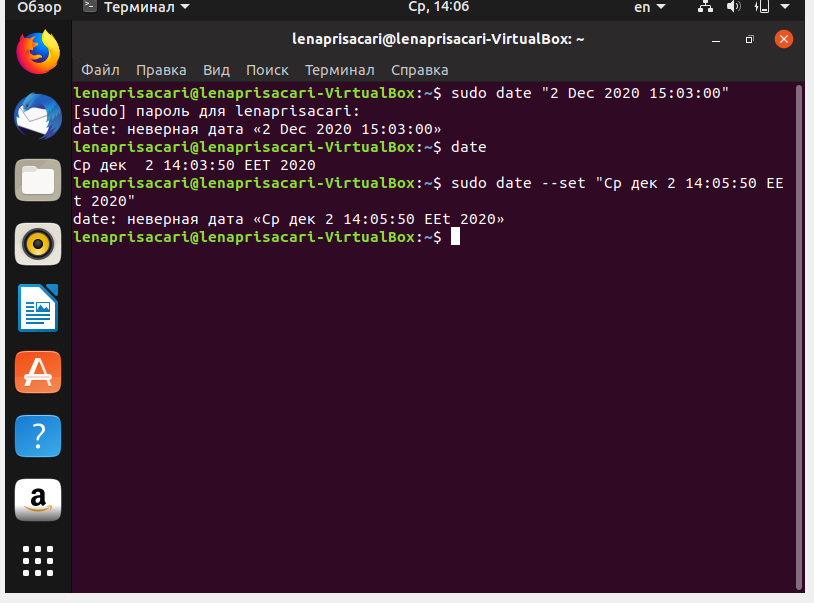 Обзор Терминал Ср, 14:06 en
lenaprisacari@lenaprisacari-VirtualBox: ~
Файл Правка Вид Поиск Терминал Справка
lenaprisacari@lenaprisacari-VirtualBox:~$ sudo date "2 Dec 2020 15:03:00"
[sudo] пароль для lenaprisacari:
date: неверная дата «2 Dec 2020 15:03:00»
lenaprisacari@lenaprisacari-VirtualBox:~$ date
Ср дек  2 14:03:50 EET 2020
lenaprisacari@lenaprisacari-VirtualBox:~$ sudo date --set "Ср дек 2 14:05:50 EE
t 2020"
date: неверная дата «Ср дек 2 14:05:50 EEt 2020»
lenaprisacari@lenaprisacari-VirtualBox:~$